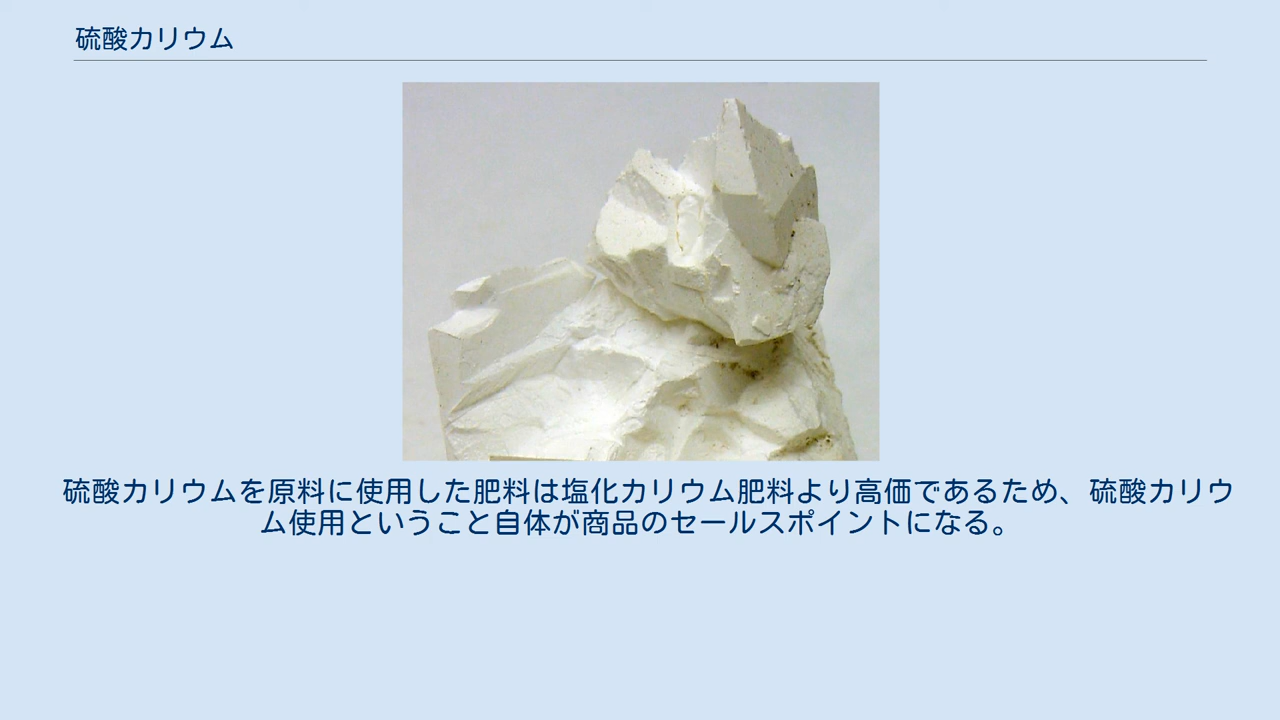 硫酸カリウム
硫酸カリウムを原料に使用した肥料は塩化カリウム肥料より高価であるため、硫酸カリウ
ム使用ということ自体が商品のセールスポイントになる。